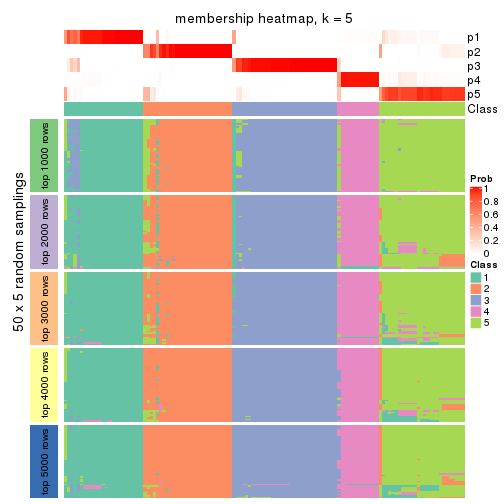 membership heatmap, k = 5
p1
p2
p3
p4
p5
Class
50 x 5 random samplings
top 1000 rows
top 2000 rows
top 3000 rows
top 4000 rows
top 5000 rows
Prob
1
0.8
0.6
0.4
0.2
0
Class
1
2
3
4
5